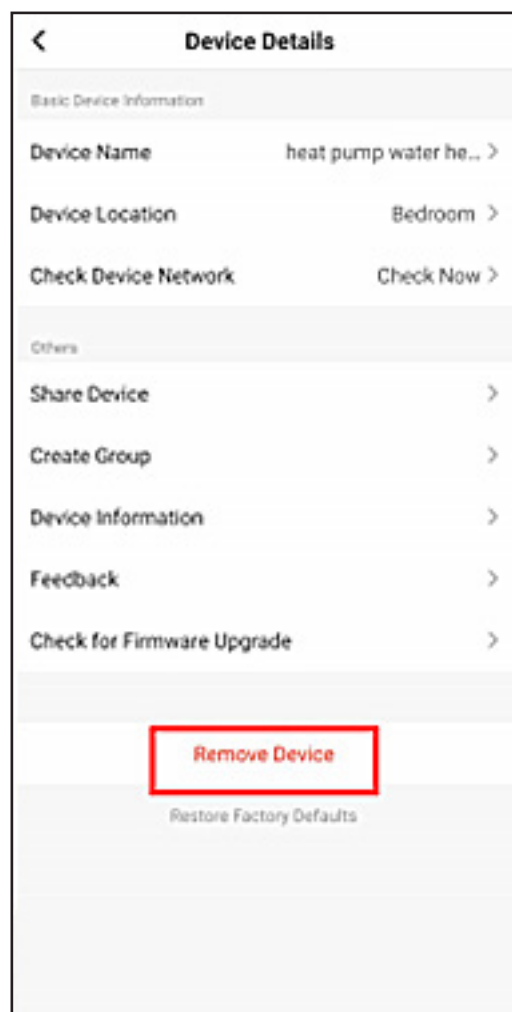 Device Details
Basic Device Information
Device Name heat pump water he...
Device Location Bedroom
Check Device Network Check Now
Others
Share Device
Create Group
Device Information
Feedback
Check for Firmware Upgrade
Remove Device
Restore Factory Defaults